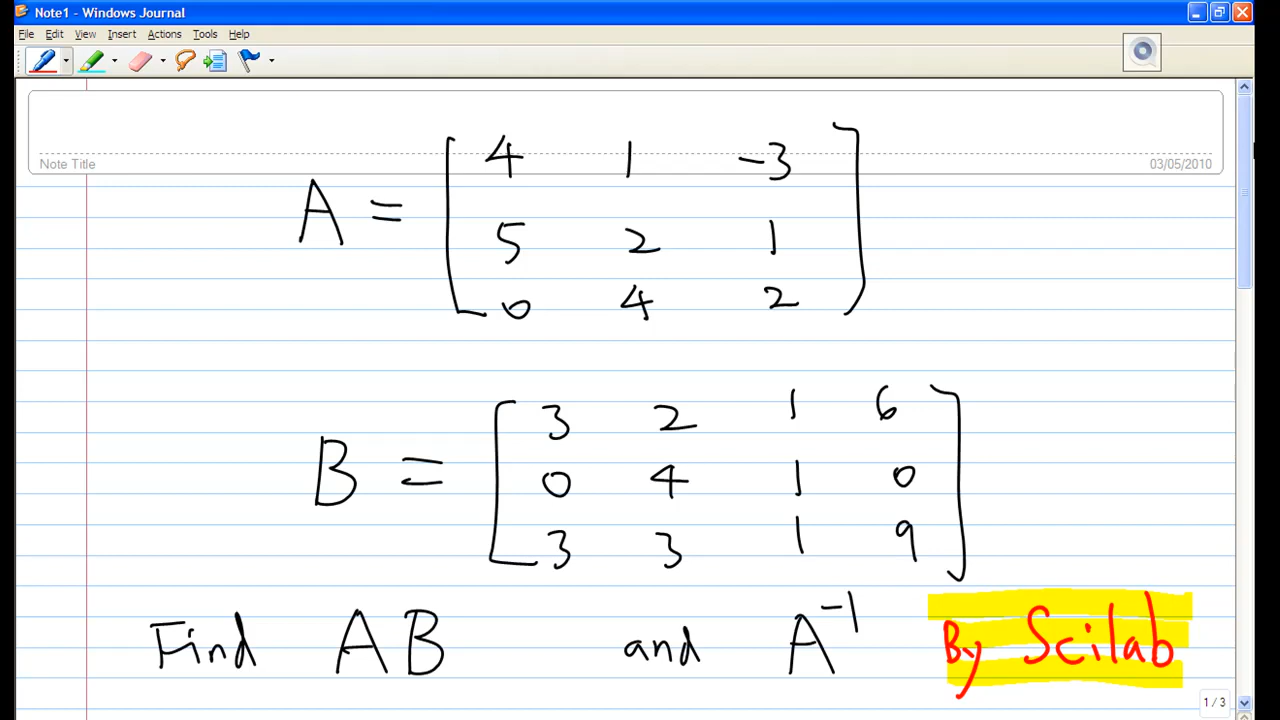 Note1 - Windows Journal
File Edit View Insert Actions Tools Help
Note Title
03/05/2010
A = [ 4 1 -3
5 2 1
0 4 2 ]
B = [ 3 2 1 6
0 4 1 0
3 3 1 9 ]
Find AB and A⁻¹ By Scilab
1 / 3